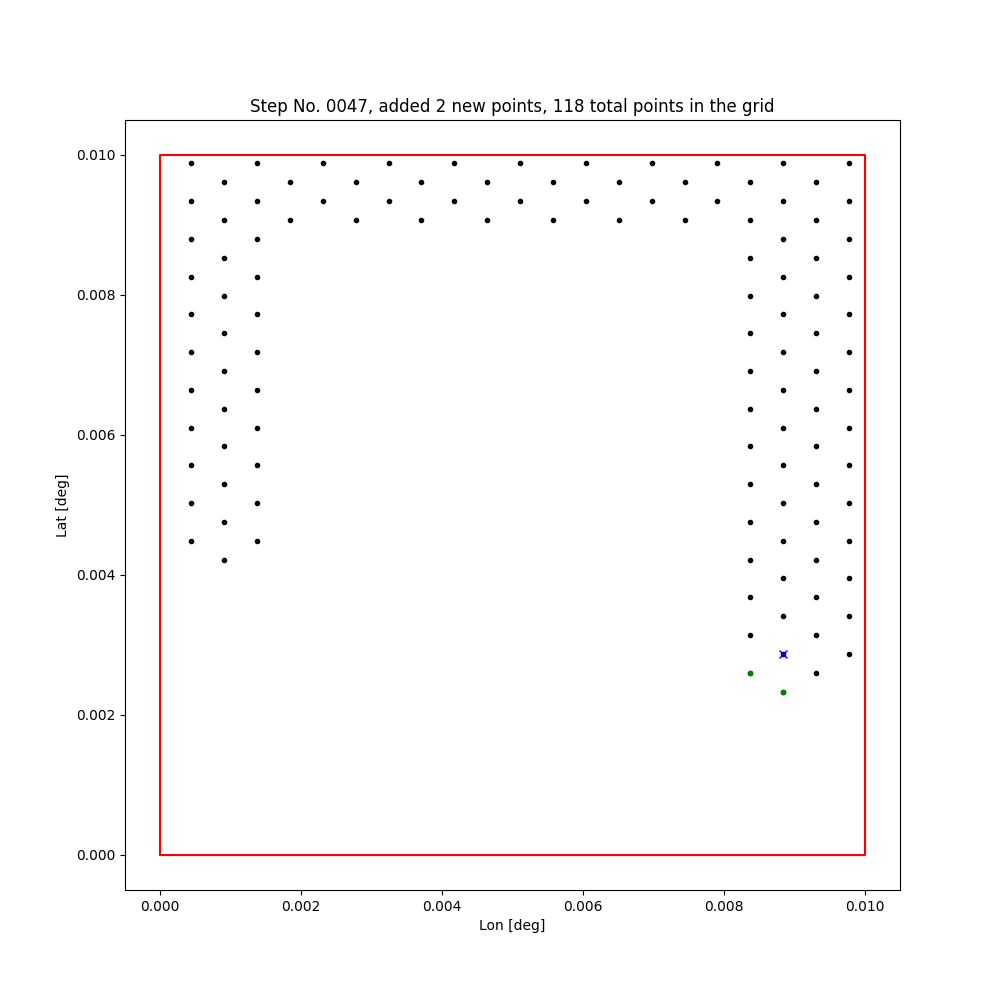 Step No. 0047, added 2 new points, 118 total points in the grid
0.010
0.008
0.006
0.004
0.002
0.000
Lat [deg]
0.000 0.002 0.004 0.006 0.008 0.010
Lon [deg]